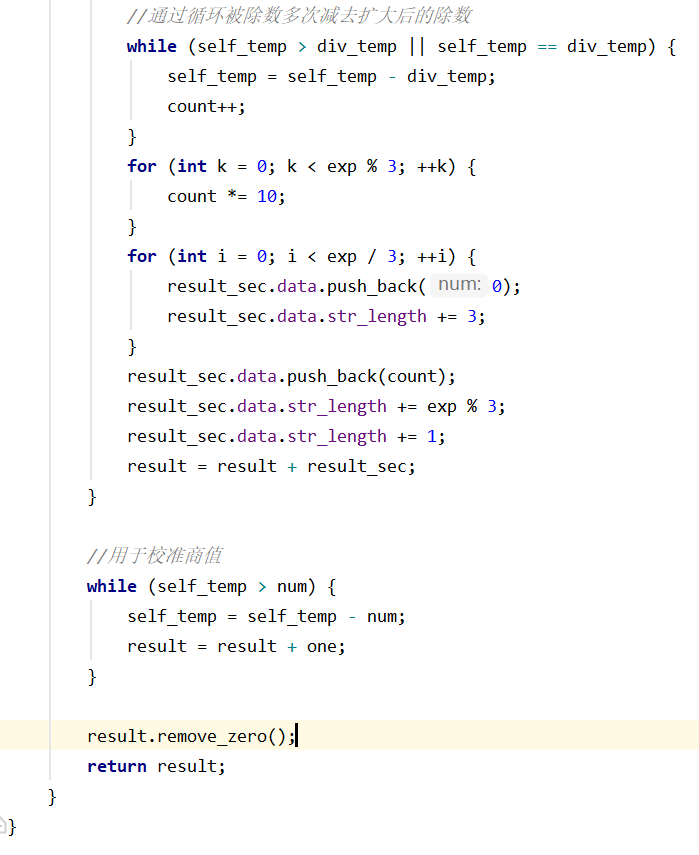 //通过循环被除数多次减去扩大后的除数
while (self_temp > div_temp || self_temp == div_temp) {
self_temp = self_temp - div_temp;
count++;
}
for (int k = 0; k < exp % 3; ++k) {
count *= 10;
}
for (int i = 0; i < exp / 3; ++i) {
result_sec.data.push_back( num: 0);
result_sec.data.str_length += 3;
}
result_sec.data.push_back(count);
result_sec.data.str_length += exp % 3;
result_sec.data.str_length += 1;
result = result + result_sec;
}
//用于校准商值
while (self_temp > num) {
self_temp = self_temp - num;
result = result + one;
}
result.remove_zero();
return result;
}
}